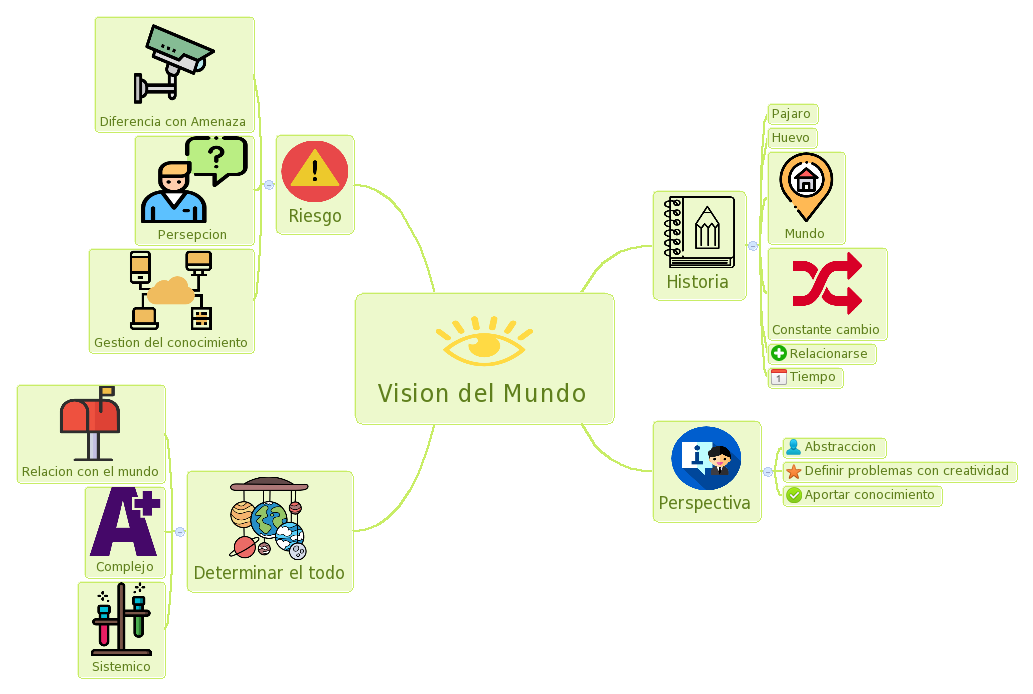 Vision del Mundo
Historia
Pajaro
Huevo
Mundo
Constante cambio
Relacionarse
1
Tiempo
Perspectiva
i
Abstraccion
Definir problemas con creatividad
Aportar conocimiento
Riesgo
!
Diferencia con Amenaza
?
Persepcion
Gestion del conocimiento
Determinar el todo
Relacion con el mundo
A+
Complejo
Sistemico